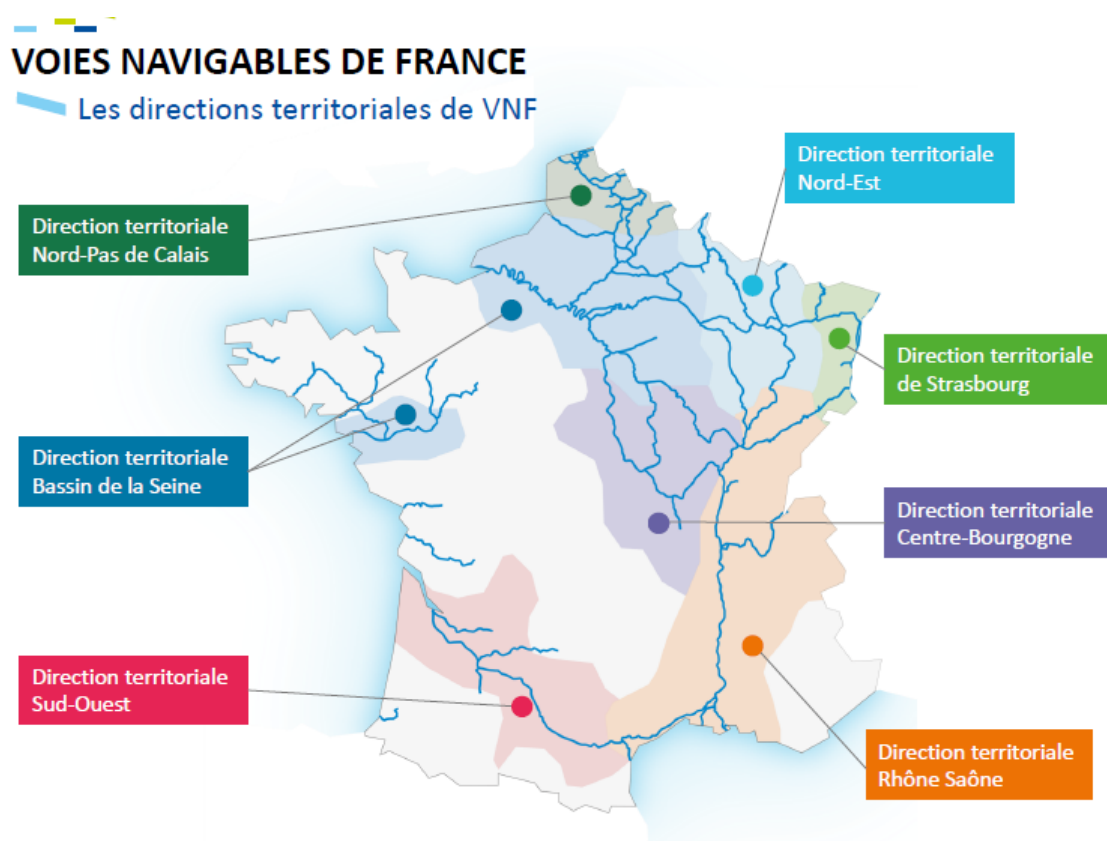 VOIES NAVIGABLES DE FRANCE
Les directions territoriales de VNF
Direction territoriale
Nord-Est
Direction territoriale
Nord-Pas de Calais
Direction territoriale
de Strasbourg
Direction territoriale
Bassin de la Seine
Direction territoriale
Centre-Bourgogne
Direction territoriale
Sud-Ouest
Direction territoriale
Rhône Saône